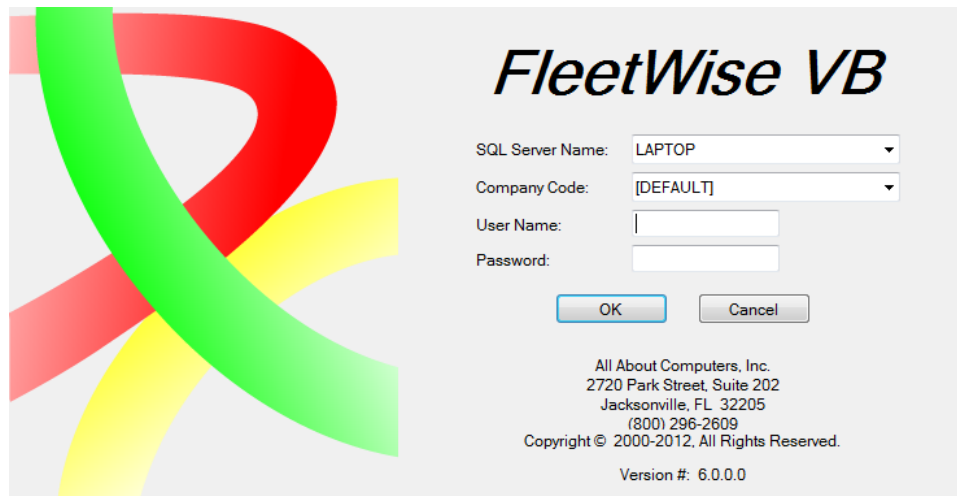 FleetWise VB
SQL Server Name: LAPTOP
Company Code: [DEFAULT]
User Name:
Password:
OK Cancel
All About Computers, Inc.
2720 Park Street, Suite 202
Jacksonville, FL 32205
(800) 296-2609
Copyright © 2000-2012, All Rights Reserved.
Version #: 6.0.0.0